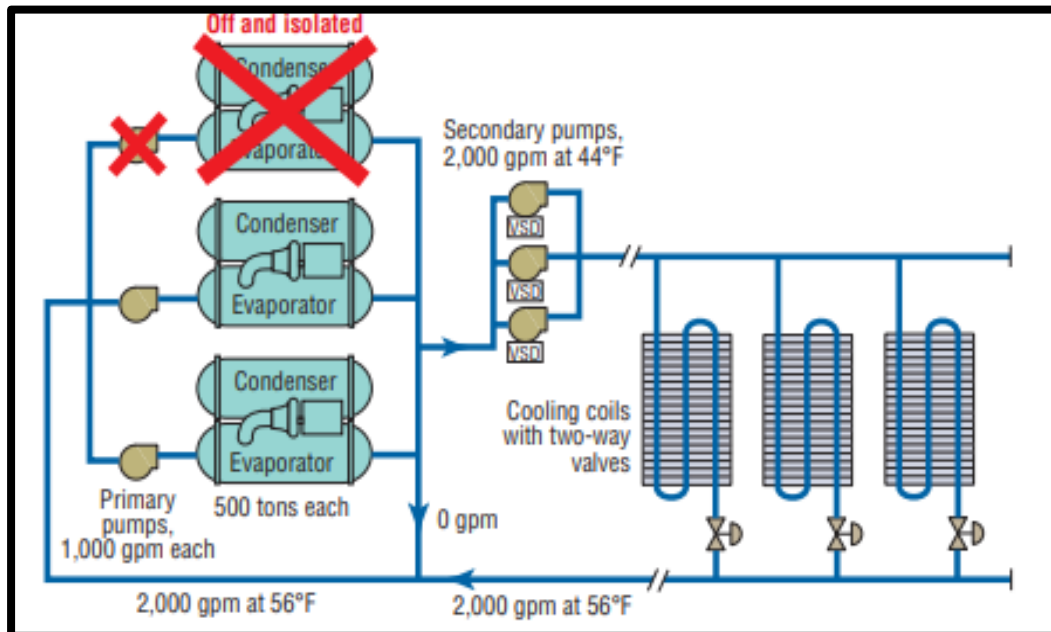 Off and isolated
Condenser
Evaporator
Secondary pumps,
2,000 gpm at 44°F
VSD
VSD
VSD
Condenser
Evaporator
Condenser
Evaporator
Cooling coils
with two-way
valves
Primary
pumps,
1,000 gpm each
500 tons each
0 gpm
2,000 gpm at 56°F
2,000 gpm at 56°F